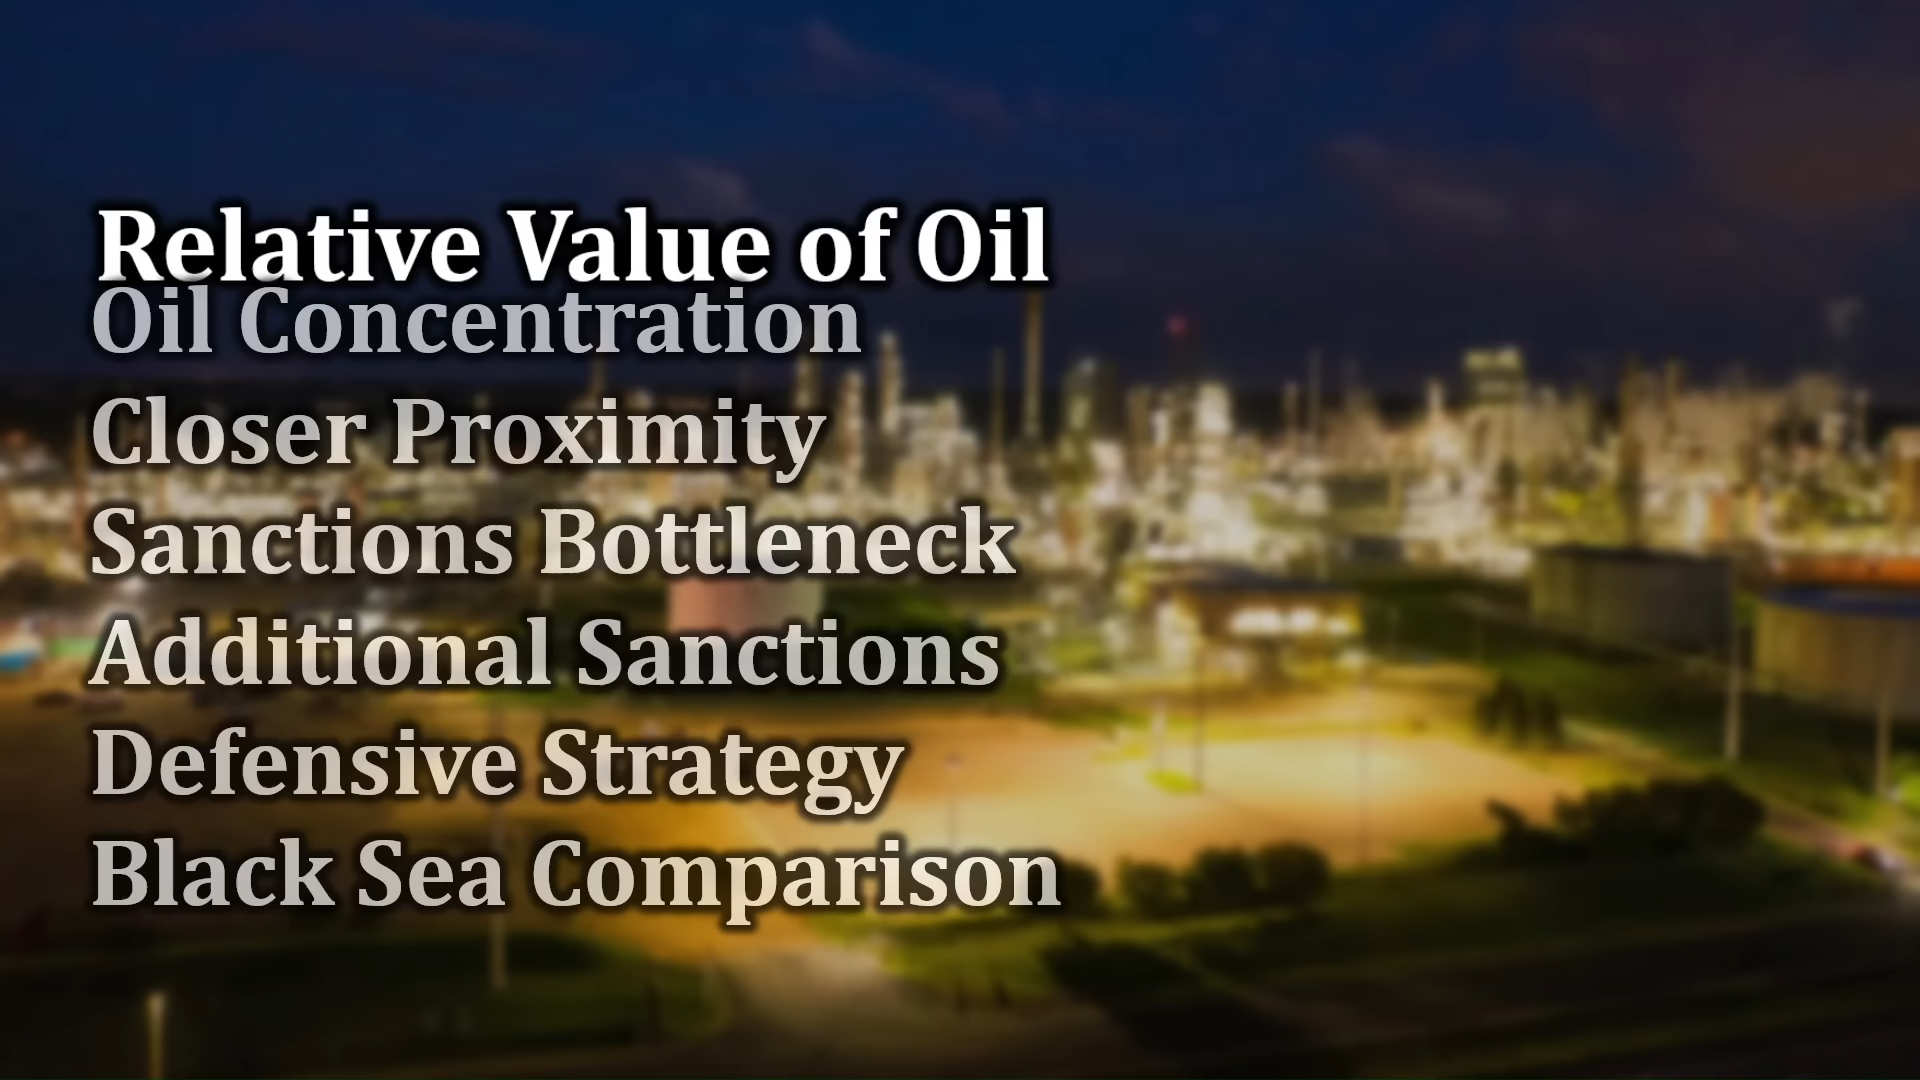 Relative Value of Oil
Oil Concentration
Closer Proximity
Sanctions Bottleneck
Additional Sanctions
Defensive Strategy
Black Sea Comparison